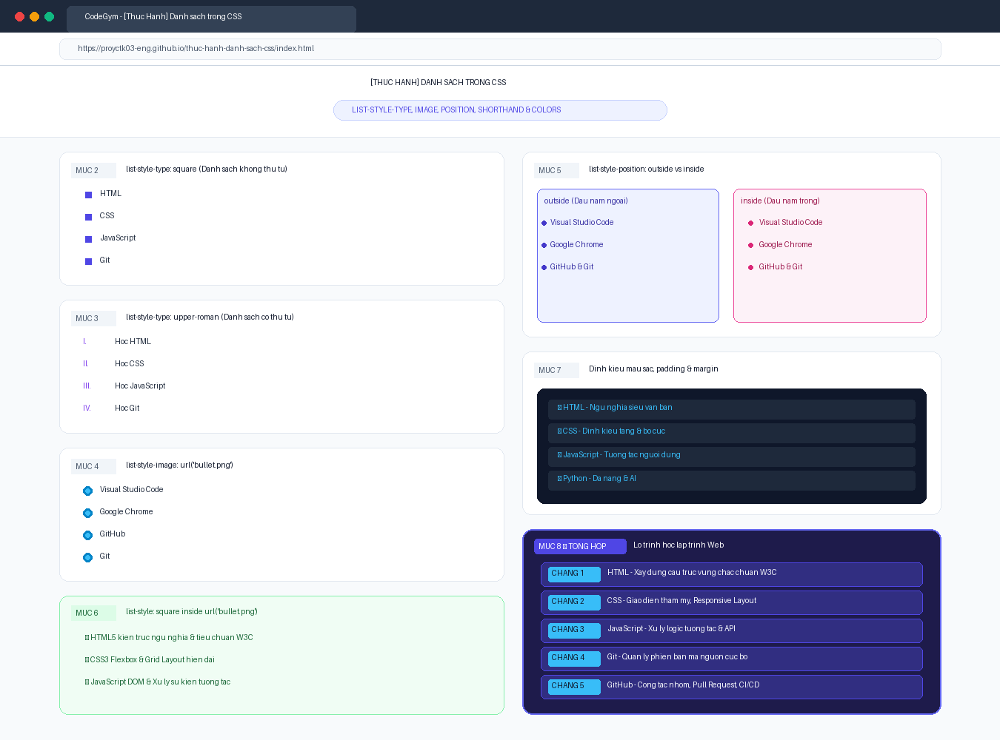 CodeGym - [Thuc Hanh] Danh sach trong CSS
https://proyctk03-eng.github.io/thuc-hanh-danh-sach-css/index.html
[THUC HANH] DANH SACH TRONG CSS
LIST-STYLE-TYPE, IMAGE, POSITION, SHORTHAND & COLORS
MUC 2 list-style-type: square (Danh sach khong thu tu)
HTML
CSS
JavaScript
Git
MUC 3 list-style-type: upper-roman (Danh sach co thu tu)
I. Hoc HTML
II. Hoc CSS
III. Hoc JavaScript
IV. Hoc Git
MUC 4 list-style-image: url('bullet.png')
Visual Studio Code
Google Chrome
GitHub
Git
MUC 6 list-style: square inside url('bullet.png')
HTML5 kien truc ngu nghia & tieu chuan W3C
CSS3 Flexbox & Grid Layout hien dai
JavaScript DOM & Xu ly su kien tuong tac
MUC 5 list-style-position: outside vs inside
outside (Dau nam ngoai)
Visual Studio Code
Google Chrome
GitHub & Git
inside (Dau nam trong)
Visual Studio Code
Google Chrome
GitHub & Git
MUC 7 Dinh kieu mau sac, padding & margin
HTML - Ngu nghia sieu van ban
CSS - Dinh kieu tang & bo cuc
JavaScript - Tuong tac nguoi dung
Python - Da nang & AI
MUC 8 TONG HOP Lo trinh hoc lap trinh Web
CHANG 1 HTML - Xay dung cau truc vung chac chuan W3C
CHANG 2 CSS - Giao dien tham my, Responsive Layout
CHANG 3 JavaScript - Xu ly logic tuong tac & API
CHANG 4 Git - Quan ly phien ban ma nguon cuc bo
CHANG 5 GitHub - Cong tac nhom, Pull Request, CI/CD